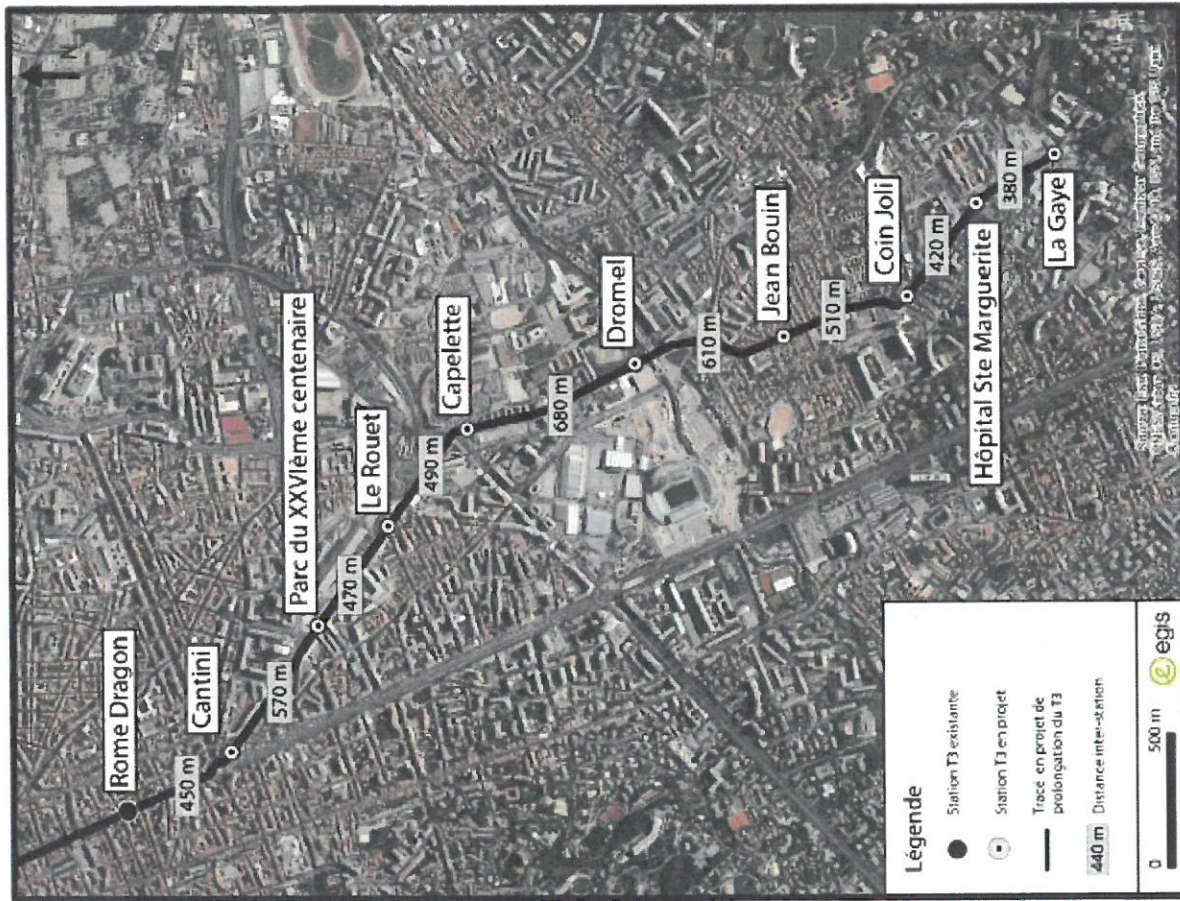 N
Rome Dragon
450 m
Cantini
570 m
Parc du XXVIème centenaire
470 m
Le Rouet
490 m
Capelette
680 m
Dromel
610 m
Jean Bouin
510 m
Coin Joli
420 m
Hôpital Ste Marguerite
380 m
La Gaye
Légende
Station T3 existante
Station T3 en projet
Tracé en projet de
prolongation du T3
440 m
Distance inter-station
0
500 m
egis